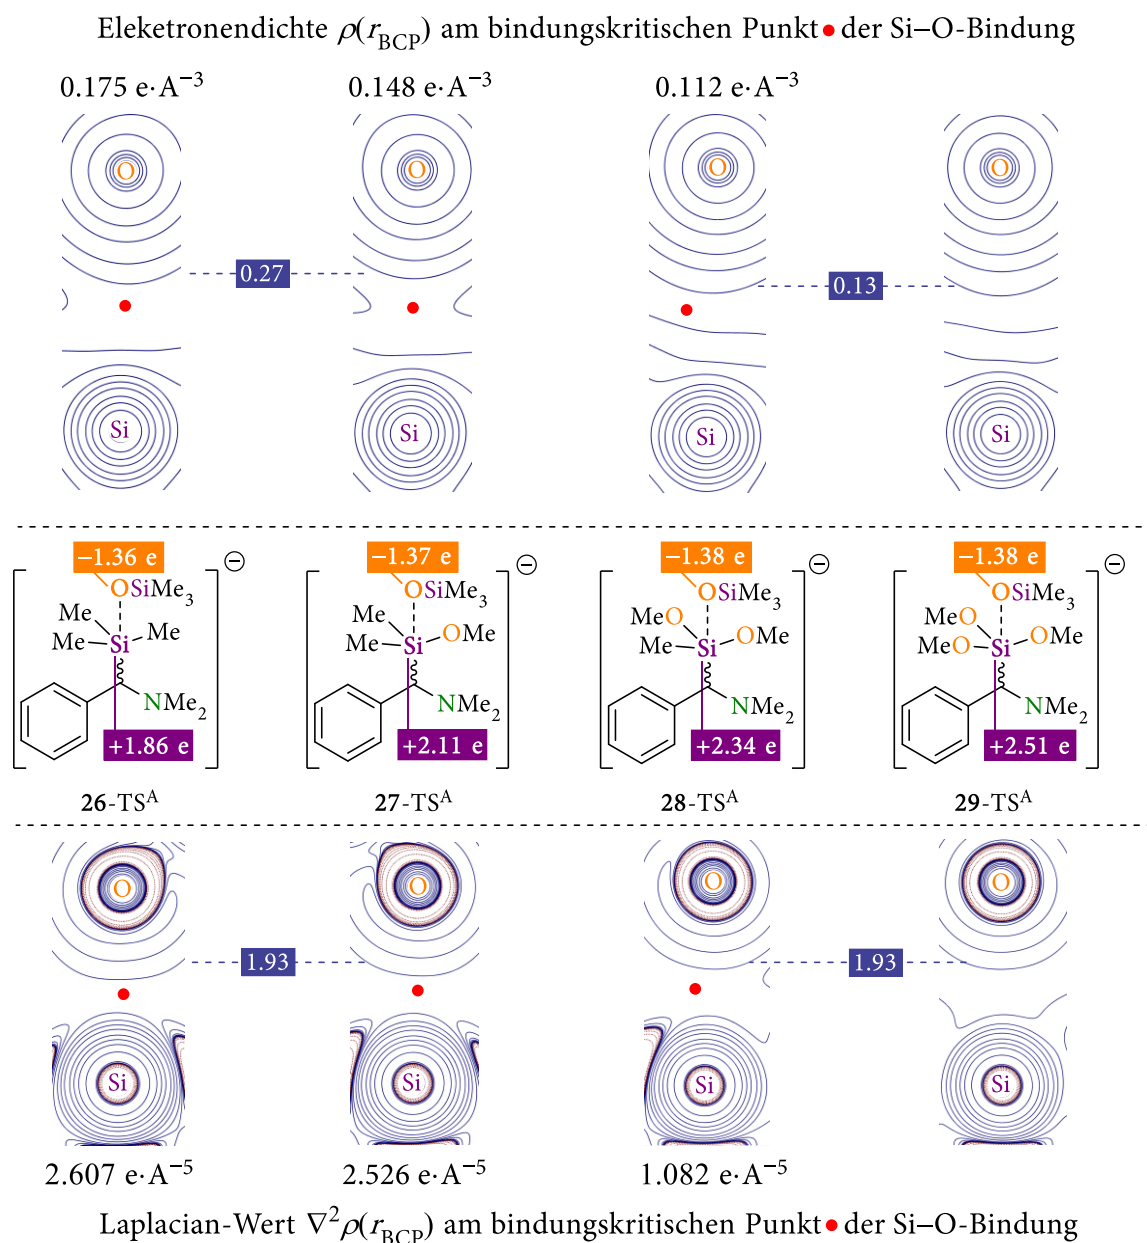 Eleketronendichte ρ(r_BCP) am bindungskritischen Punkt • der Si–O-Bindung
0.175 e·A⁻³ 0.148 e·A⁻³ 0.112 e·A⁻³
O O O O
0.27 0.13
Si Si Si Si
−1.36 e −1.37 e −1.38 e −1.38 e
⊖ ⊖ ⊖ ⊖
OSiMe₃ OSiMe₃ OSiMe₃ OSiMe₃
Me Me Si Me
Me Me Si OMe
MeO Me Si OMe
MeO MeO Si OMe
NMe₂ NMe₂ NMe₂ NMe₂
+1.86 e +2.11 e +2.34 e +2.51 e
26-TSᴬ 27-TSᴬ 28-TSᴬ 29-TSᴬ
O O O O
1.93 1.93
Si Si Si Si
2.607 e·A⁻⁵ 2.526 e·A⁻⁵ 1.082 e·A⁻⁵
Laplacian-Wert ∇²ρ(r_BCP) am bindungskritischen Punkt • der Si–O-Bindung